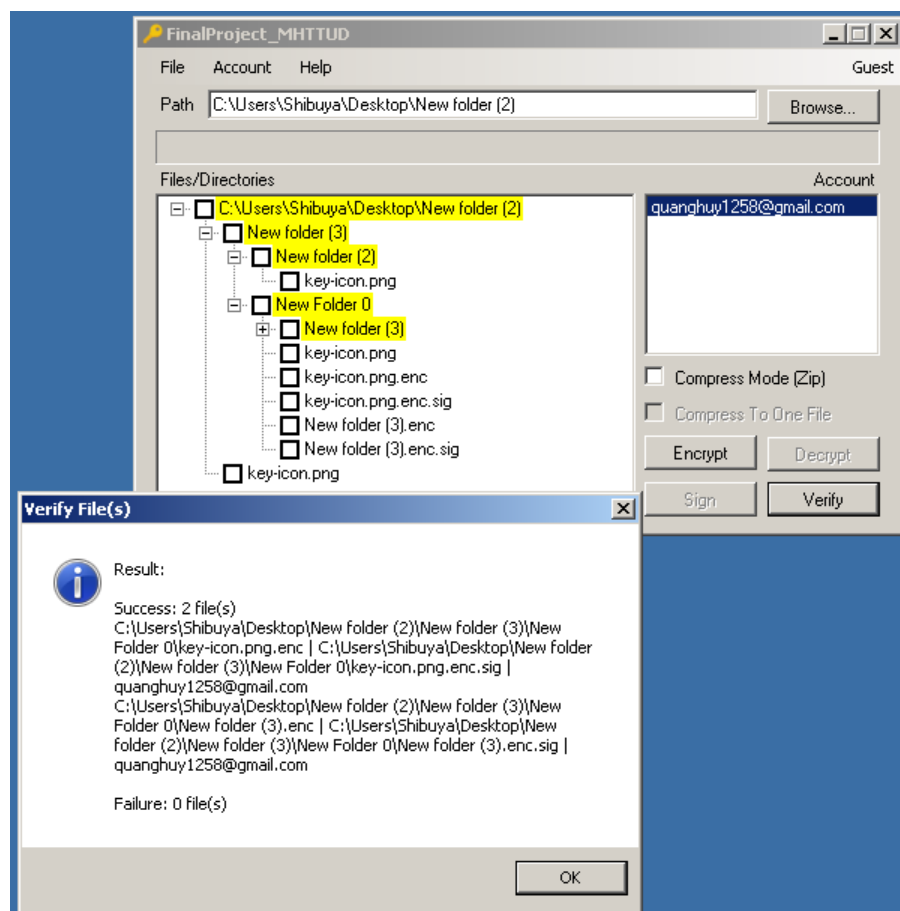 FinalProject_MHTTUD
File Account Help Guest
Path C:\Users\Shibuya\Desktop\New folder (2) Browse...
Files/Directories Account
C:\Users\Shibuya\Desktop\New folder (2)
quanghuy1258@gmail.com
New folder (3)
New folder (2)
key-icon.png
New Folder 0
New folder (3)
key-icon.png
key-icon.png.enc
Compress Mode (Zip)
key-icon.png.enc.sig
Compress To One File
New folder (3).enc
New folder (3).enc.sig
Encrypt Decrypt
key-icon.png
Sign Verify
Verify File(s)
Result:
Success: 2 file(s)
C:\Users\Shibuya\Desktop\New folder (2)\New folder (3)\New
Folder 0\key-icon.png.enc | C:\Users\Shibuya\Desktop\New folder
(2)\New folder (3)\New Folder 0\key-icon.png.enc.sig |
quanghuy1258@gmail.com
C:\Users\Shibuya\Desktop\New folder (2)\New folder (3)\New
Folder 0\New folder (3).enc | C:\Users\Shibuya\Desktop\New
folder (2)\New folder (3)\New Folder 0\New folder (3).enc.sig |
quanghuy1258@gmail.com
Failure: 0 file(s)
OK